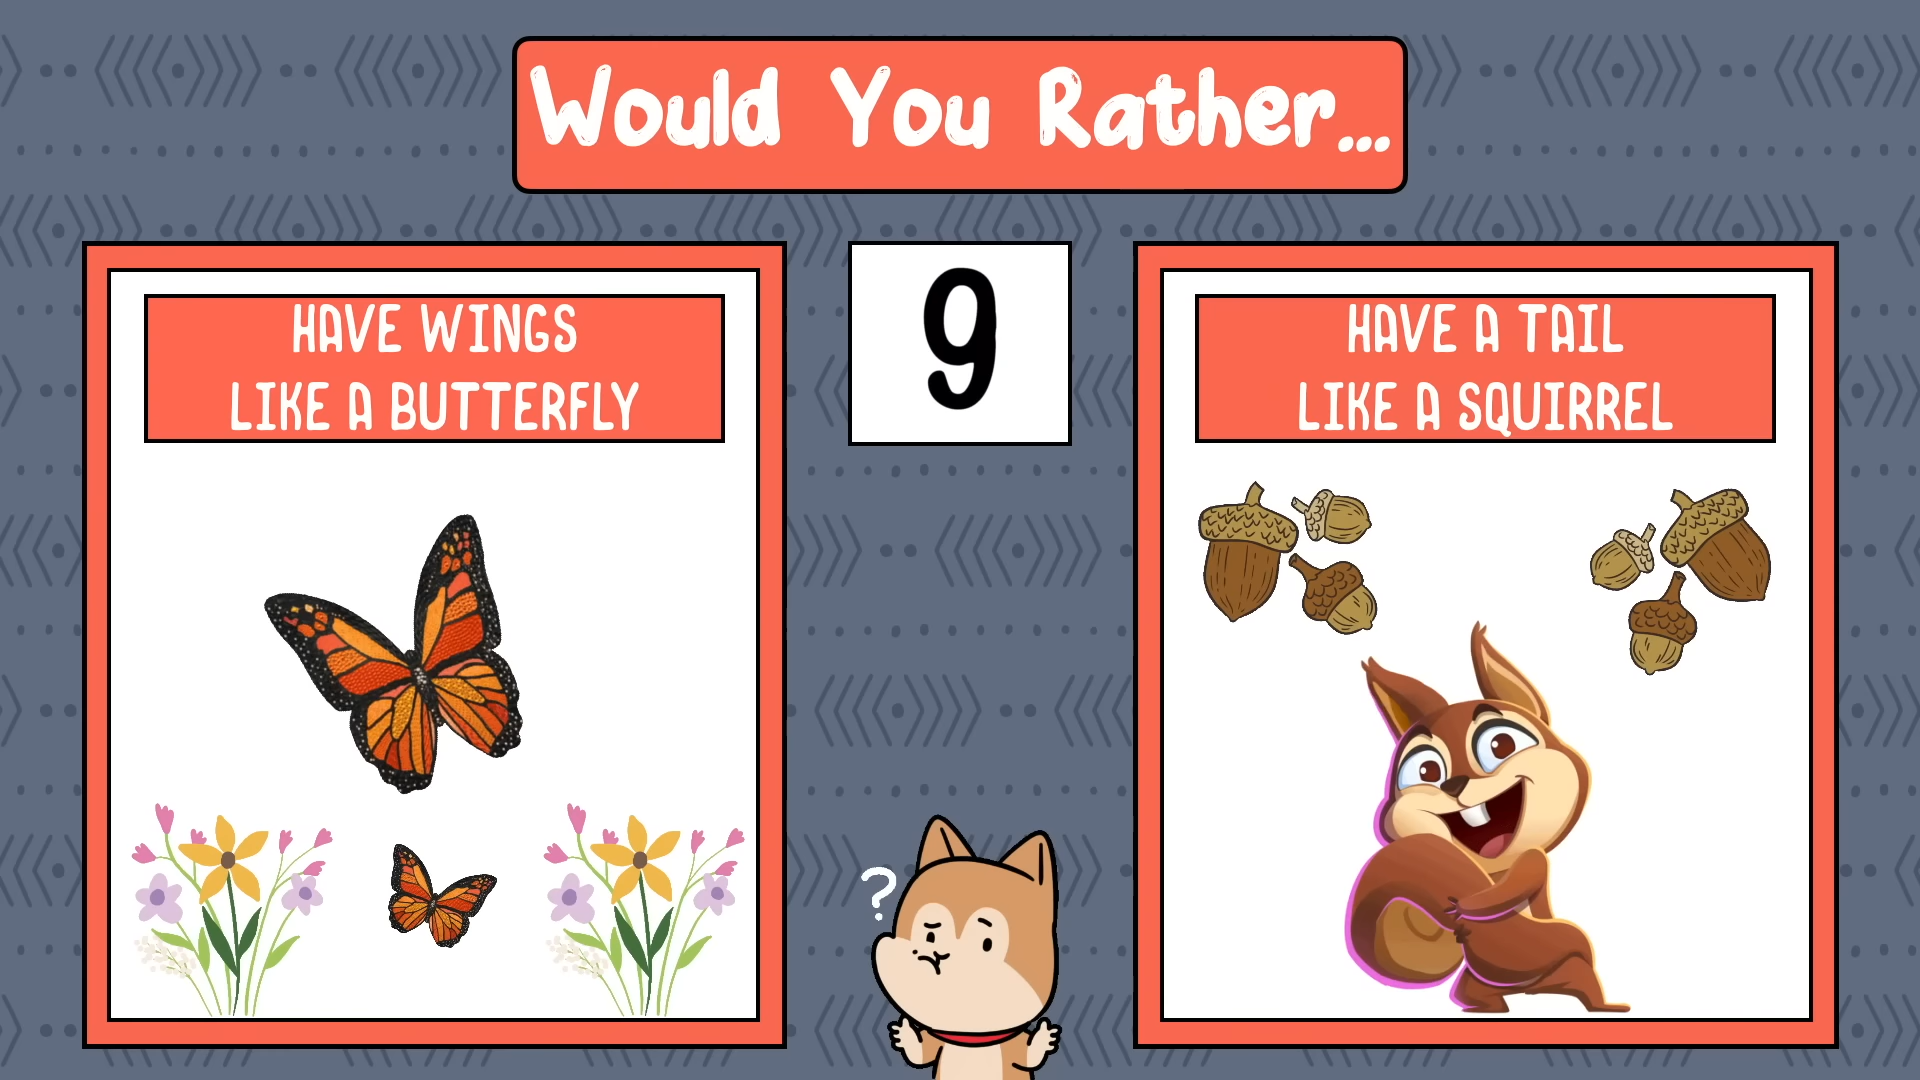 Would You Rather...
HAVE WINGS
LIKE A BUTTERFLY
9
HAVE A TAIL
LIKE A SQUIRREL
?